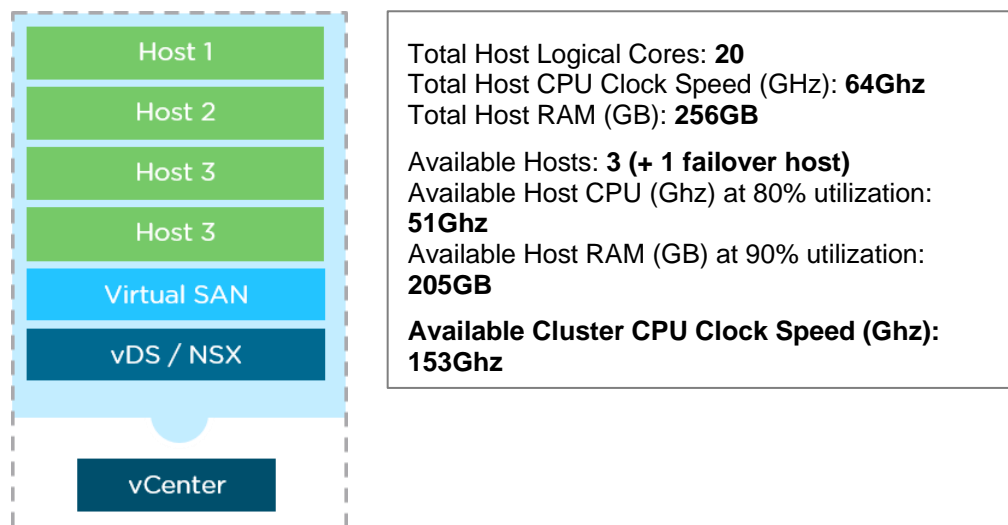 Host 1
Host 2
Host 3
Host 3
Virtual SAN
vDS / NSX
vCenter
Total Host Logical Cores: 20
Total Host CPU Clock Speed (GHz): 64Ghz
Total Host RAM (GB): 256GB
Available Hosts: 3 (+ 1 failover host)
Available Host CPU (Ghz) at 80% utilization:
51Ghz
Available Host RAM (GB) at 90% utilization:
205GB
Available Cluster CPU Clock Speed (Ghz):
153Ghz